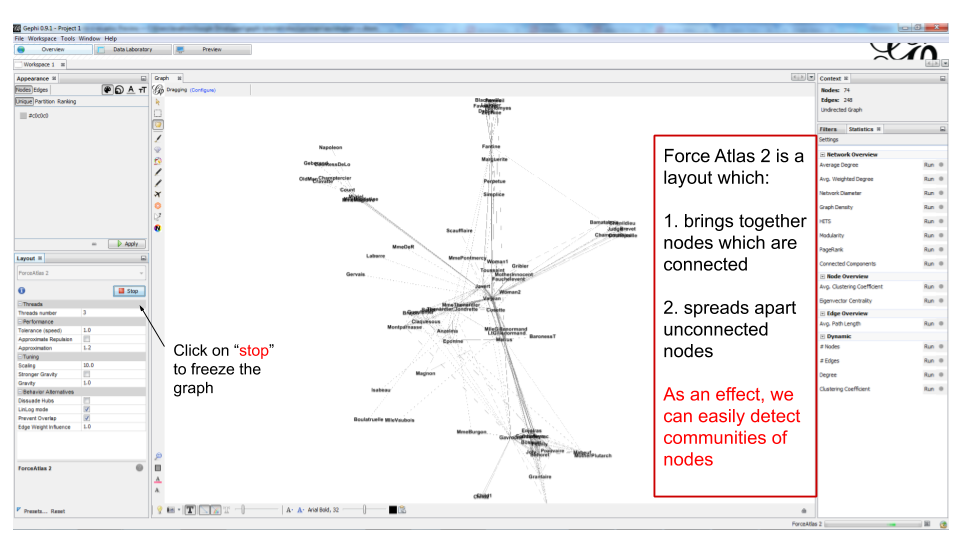 Gephi 0.9.1 - Project 1
File Workspace Tools Window Help
Overview
Data Laboratory
Preview
Workspace 1
Appearance
Nodes Edges
Unique Partition Ranking
#c0c0c0
Apply
Layout
ForceAtlas 2
Stop
Threads
Threads number 3
Performance
Tolerance (speed) 1.0
Approximate Repulsion
Approximation 1.2
Tuning
Scaling 10.0
Stronger Gravity
Gravity 1.0
Behavior Alternatives
Dissuade Hubs
LinLog mode
Prevent Overlap
Edge Weight Influence 1.0
ForceAtlas 2
Presets... Reset
Graph
Dragging (Configure)
Fantine
Marguerite
Perpetue
Simplice
Napoleon
Count
Scaufflaire
MmeDeR
Labarre
Gervais
MmePontmercy
Woman1
Gribier
Toussaint
MotherInnocent
Fauchelevent
Javert
Woman2
Valjean
Cosette
MmeThenardier
Claquesous
Montparnasse
Anzelma
Eponine
MlleGillenormand
LtGillenormand
Marius
BaronessT
Magnon
Isabeau
Boulatruelle MlleVaubois
MmeBurgon
Enjolras
MotherPlutarch
Grantaire
Child1
Arial Bold, 32
Click on “stop”
to freeze the
graph
Force Atlas 2 is a
layout which:
1. brings together
nodes which are
connected
2. spreads apart
unconnected
nodes
As an effect, we
can easily detect
communities of
nodes
Context
Nodes: 74
Edges: 248
Undirected Graph
Filters Statistics
Settings
Network Overview
Average Degree Run
Avg. Weighted Degree Run
Network Diameter Run
Graph Density Run
HITS Run
Modularity Run
PageRank Run
Connected Components Run
Node Overview
Avg. Clustering Coefficient Run
Eigenvector Centrality Run
Edge Overview
Avg. Path Length Run
Dynamic
# Nodes Run
# Edges Run
Degree Run
Clustering Coefficient Run
ForceAtlas 2